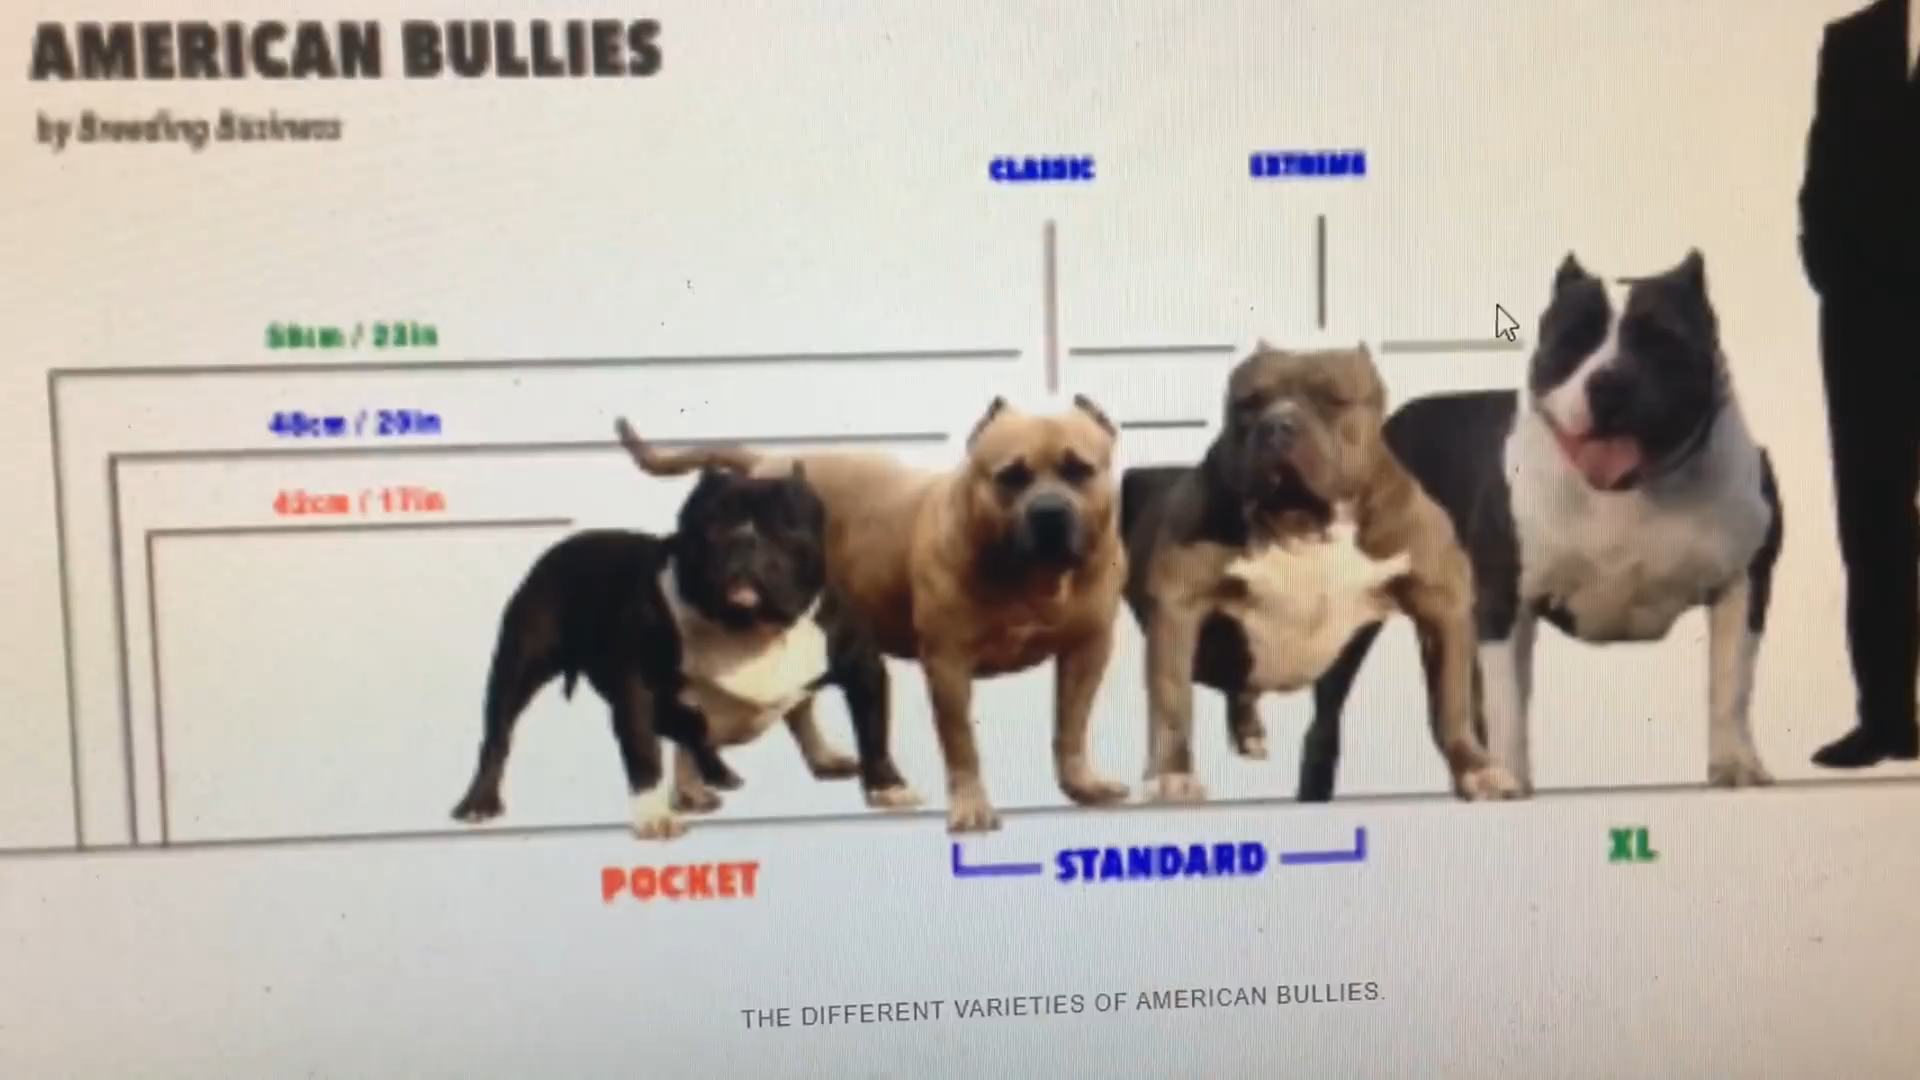 AMERICAN BULLIES
by Breeding Business
CLASSIC
EXTREME
58cm / 23in
48cm / 20in
42cm / 17in
POCKET
STANDARD
XL
THE DIFFERENT VARIETIES OF AMERICAN BULLIES.